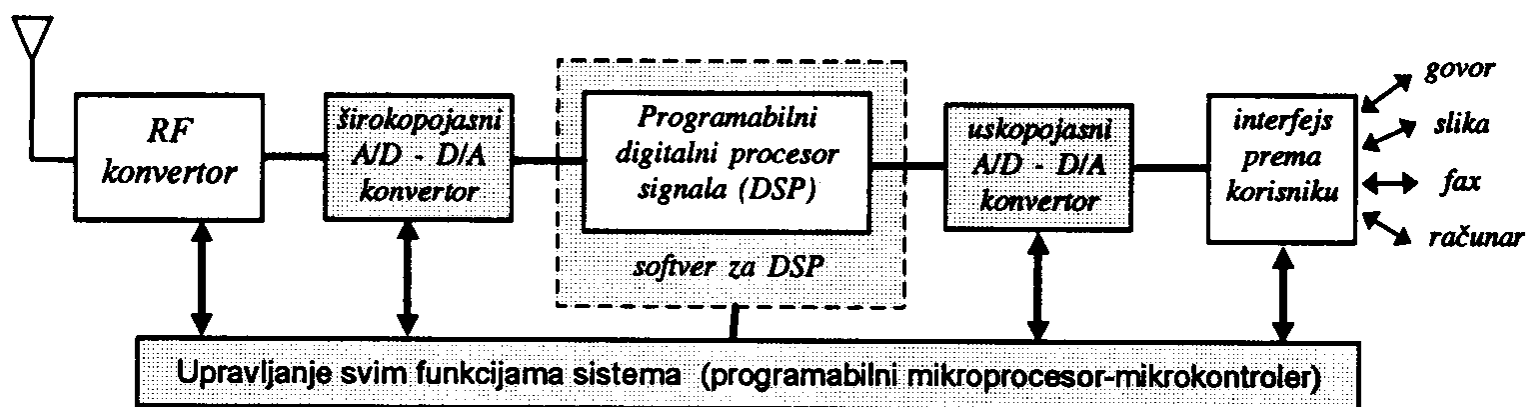 RF
konvertor
širokopojasni
A/D - D/A
konvertor
Programabilni
digitalni procesor
signala (DSP)
softver za DSP
uskopojasni
A/D - D/A
konvertor
interfejs
prema
korisniku
govor
slika
fax
računar
Upravljanje svim funkcijama sistema (programabilni mikroprocesor-mikrokontroler)